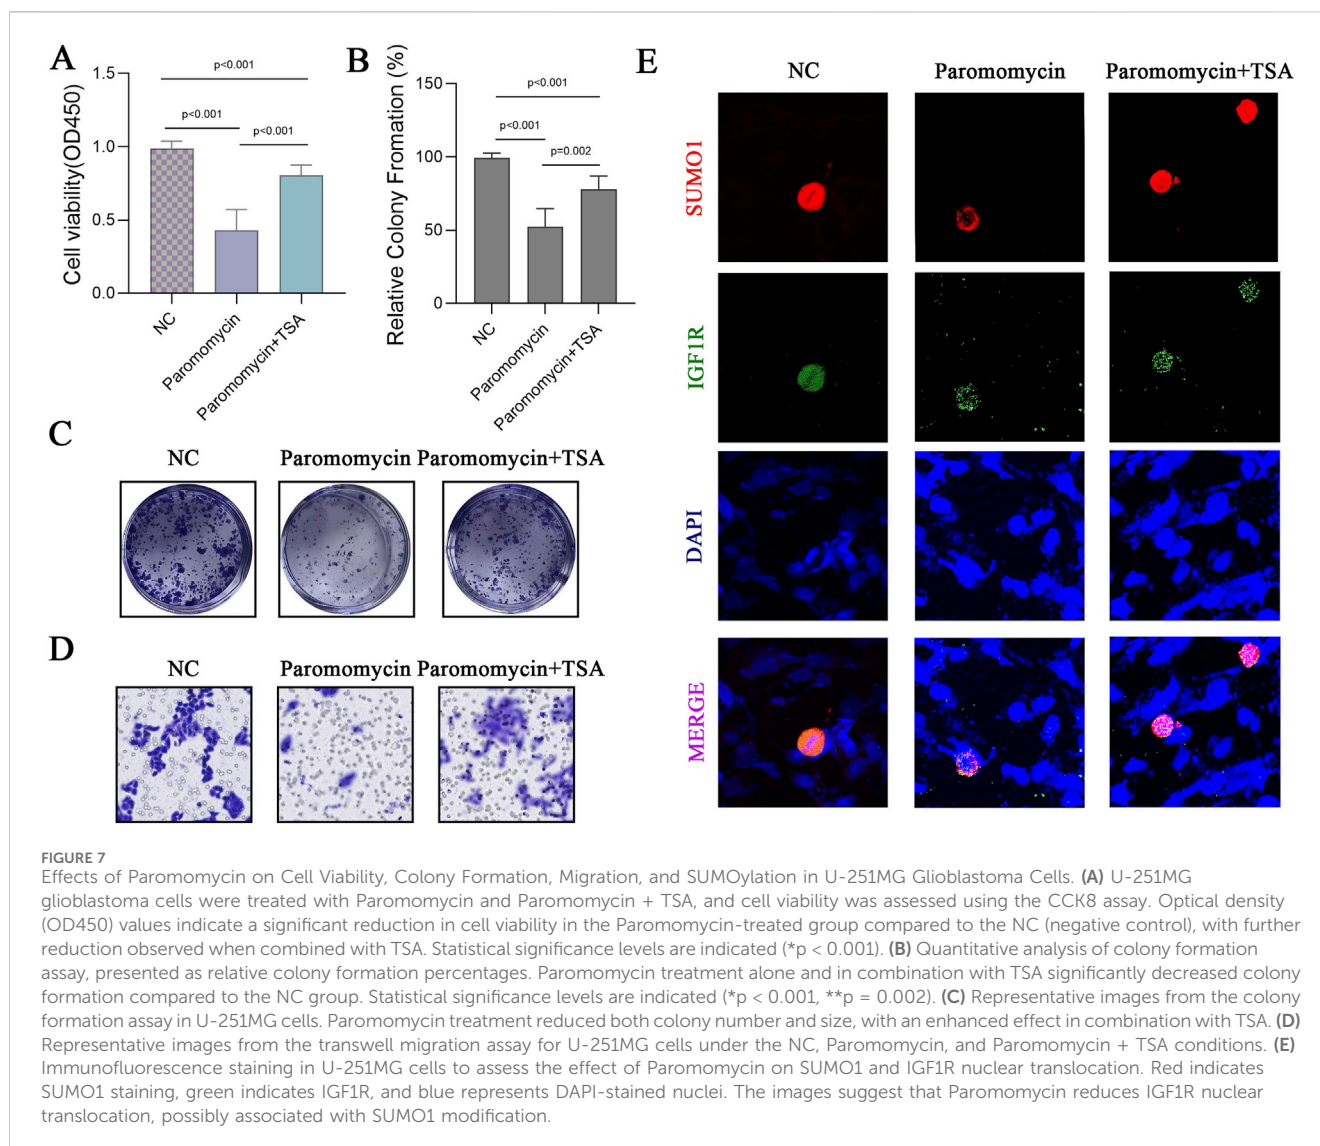 A
Cell viability(OD450)
1.5
1.0
0.5
0.0
p<0.001
p<0.001
p<0.001
NC
Paromomycin
Paromomycin+TSA
B
Relative Colony Fromation (%)
150
100
50
0
p<0.001
p<0.001
p=0.002
NC
Paromomycin
Paromomycin+TSA
C
NC
Paromomycin
Paromomycin+TSA
D
NC
Paromomycin
Paromomycin+TSA
E
NC
Paromomycin
Paromomycin+TSA
SUMO1
IGF1R
DAPI
MERGE
FIGURE 7
Effects of Paromomycin on Cell Viability, Colony Formation, Migration, and SUMOylation in U-251MG Glioblastoma Cells. (A) U-251MG
glioblastoma cells were treated with Paromomycin and Paromomycin + TSA, and cell viability was assessed using the CCK8 assay. Optical density
(OD450) values indicate a significant reduction in cell viability in the Paromomycin-treated group compared to the NC (negative control), with further
reduction observed when combined with TSA. Statistical significance levels are indicated (*p < 0.001). (B) Quantitative analysis of colony formation
assay, presented as relative colony formation percentages. Paromomycin treatment alone and in combination with TSA significantly decreased colony
formation compared to the NC group. Statistical significance levels are indicated (*p < 0.001, **p = 0.002). (C) Representative images from the colony
formation assay in U-251MG cells. Paromomycin treatment reduced both colony number and size, with an enhanced effect in combination with TSA. (D)
Representative images from the transwell migration assay for U-251MG cells under the NC, Paromomycin, and Paromomycin + TSA conditions. (E)
Immunofluorescence staining in U-251MG cells to assess the effect of Paromomycin on SUMO1 and IGF1R nuclear translocation. Red indicates
SUMO1 staining, green indicates IGF1R, and blue represents DAPI-stained nuclei. The images suggest that Paromomycin reduces IGF1R nuclear
translocation, possibly associated with SUMO1 modification.